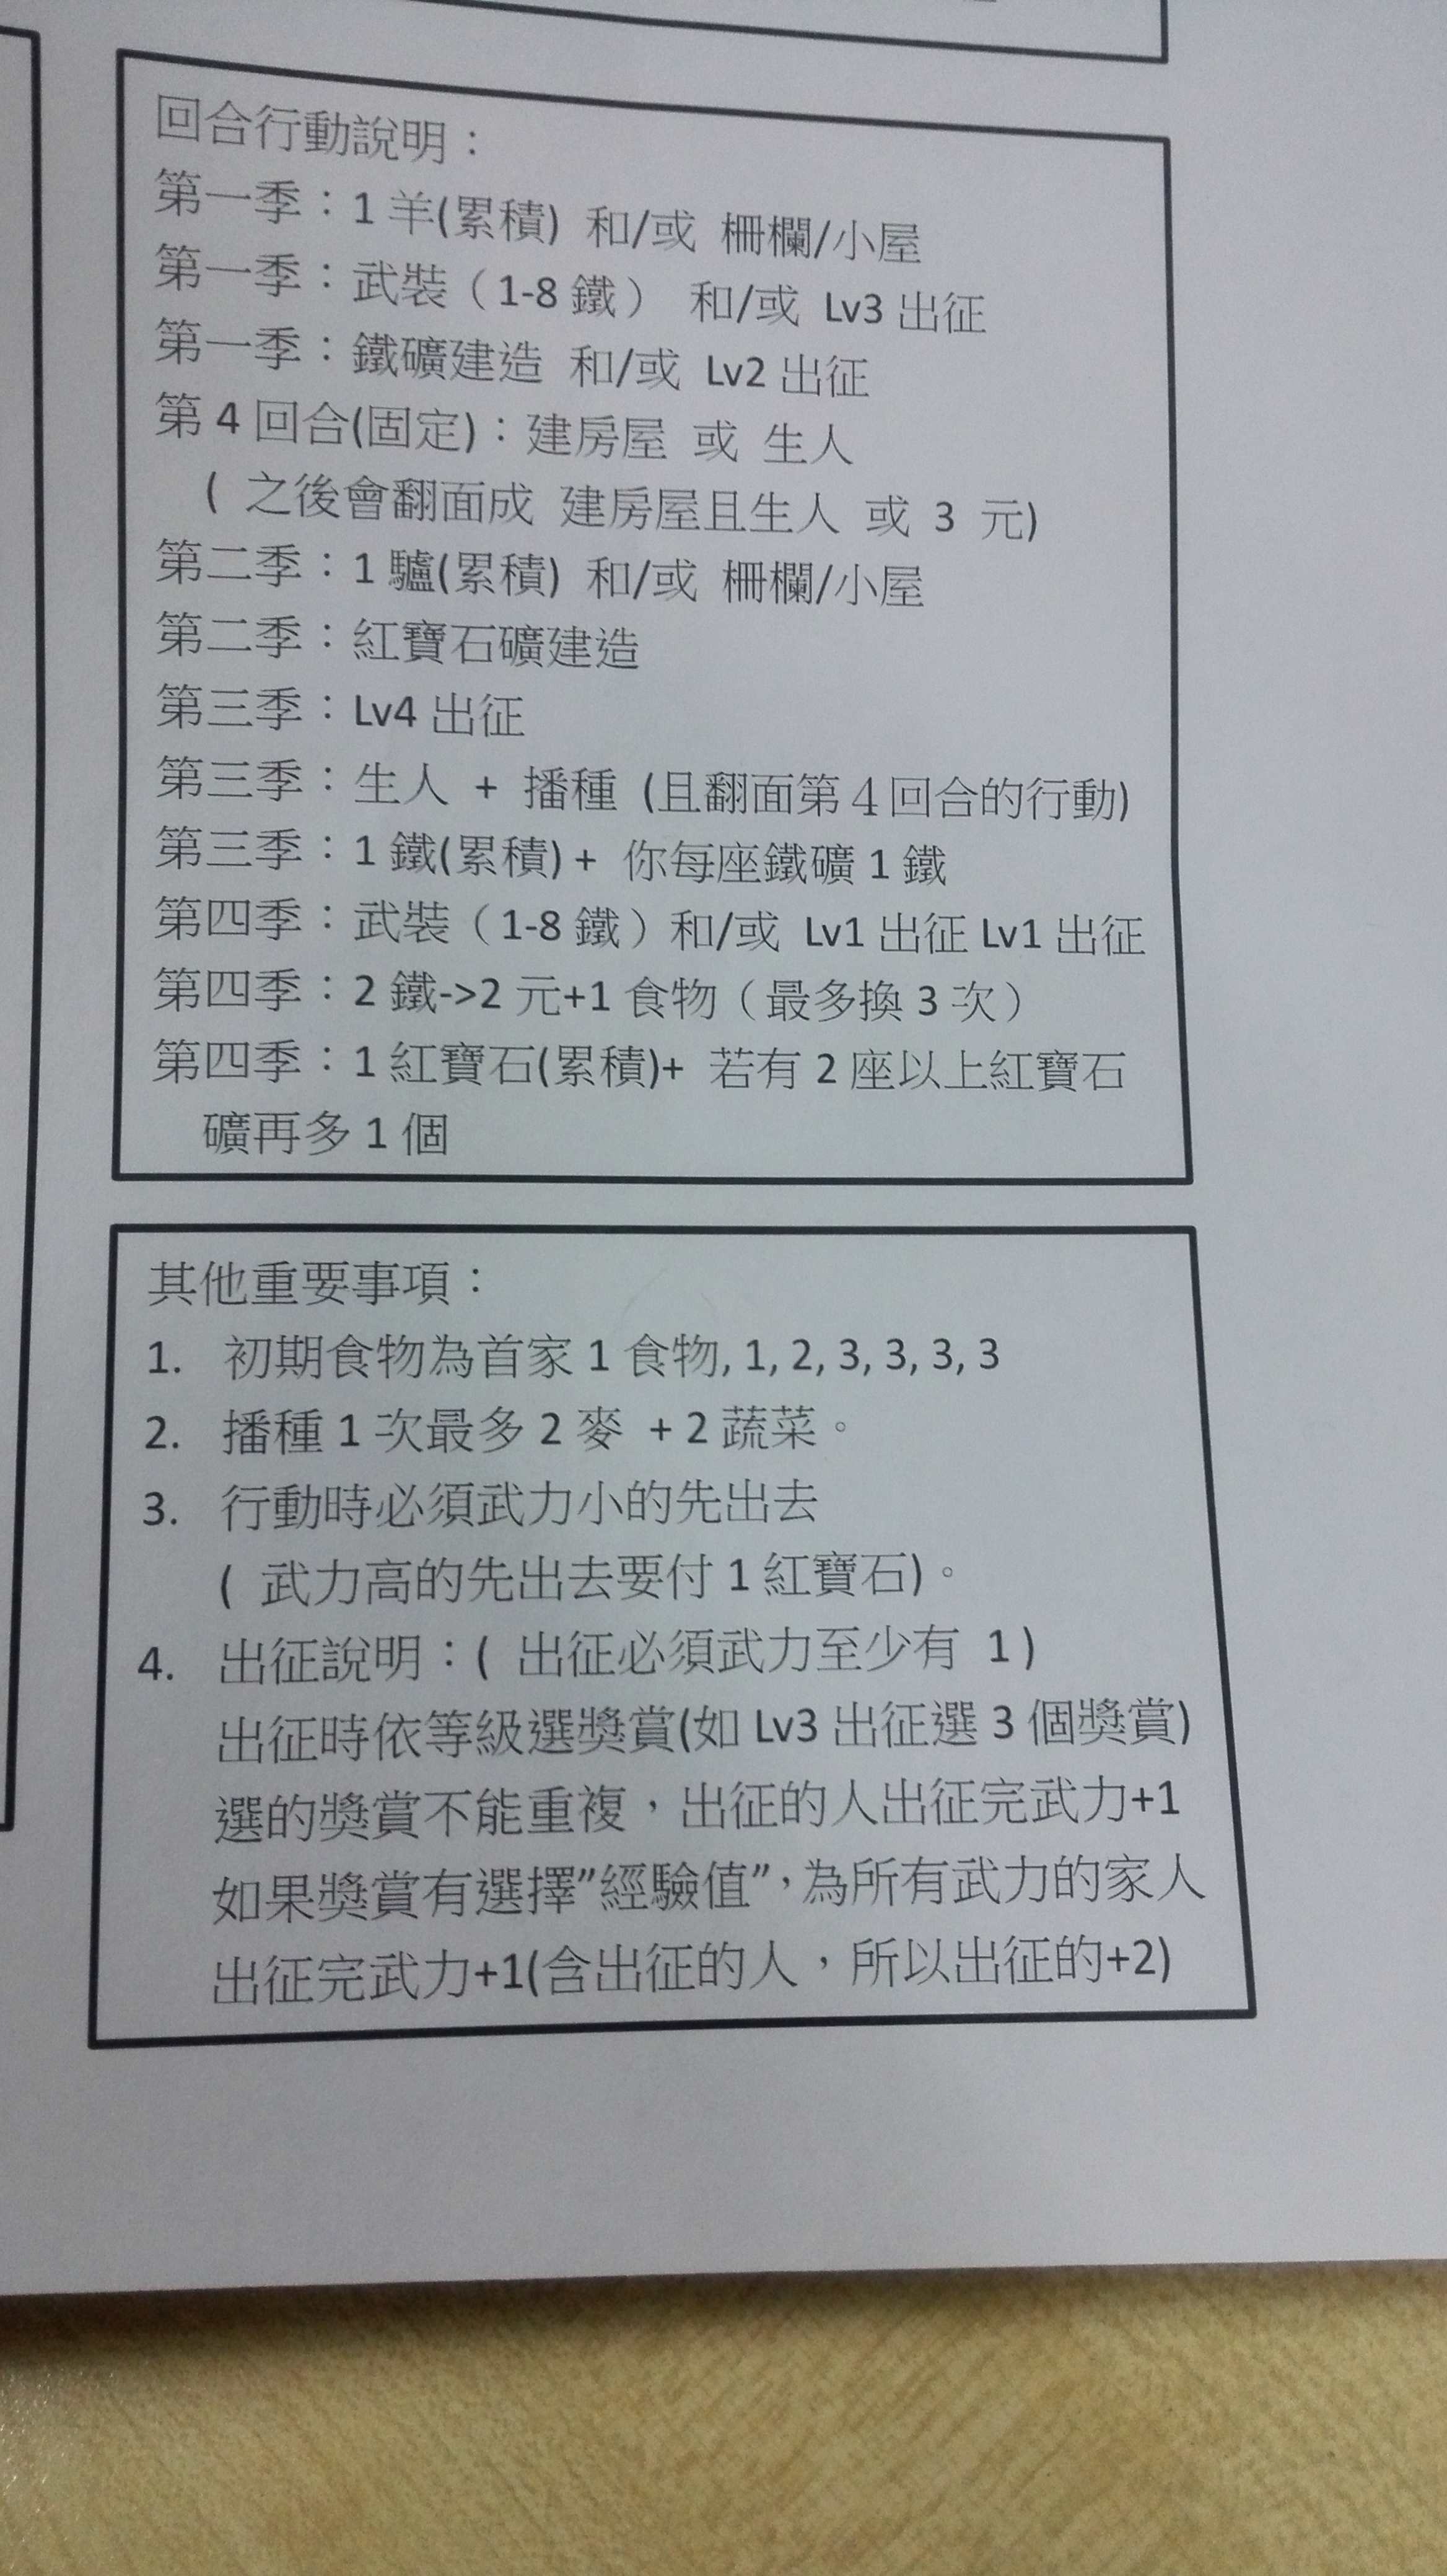 回合行動說明：
第一季：1 羊(累積) 和/或 柵欄/小屋
第一季：武裝（1-8 鐵） 和/或 Lv3 出征
第一季：鐵礦建造 和/或 Lv2 出征
第 4 回合(固定)：建房屋 或 生人
( 之後會翻面成 建房屋且生人 或 3 元)
第二季：1 驢(累積) 和/或 柵欄/小屋
第二季：紅寶石礦建造
第三季：Lv4 出征
第三季：生人 + 播種 (且翻面第 4 回合的行動)
第三季：1 鐵(累積) + 你每座鐵礦 1 鐵
第四季：武裝（1-8 鐵）和/或 Lv1 出征 Lv1 出征
第四季：2 鐵->2 元+1 食物（最多換 3 次）
第四季：1 紅寶石(累積)+ 若有 2 座以上紅寶石
礦再多 1 個
其他重要事項：
1. 初期食物為首家 1 食物, 1, 2, 3, 3, 3, 3
2. 播種 1 次最多 2 麥 + 2 蔬菜。
3. 行動時必須武力小的先出去
( 武力高的先出去要付 1 紅寶石)。
4. 出征說明：( 出征必須武力至少有 1 )
出征時依等級選獎賞(如 Lv3 出征選 3 個獎賞)
選的獎賞不能重複，出征的人出征完武力+1
如果獎賞有選擇”經驗值”，為所有武力的家人
出征完武力+1(含出征的人，所以出征的+2)